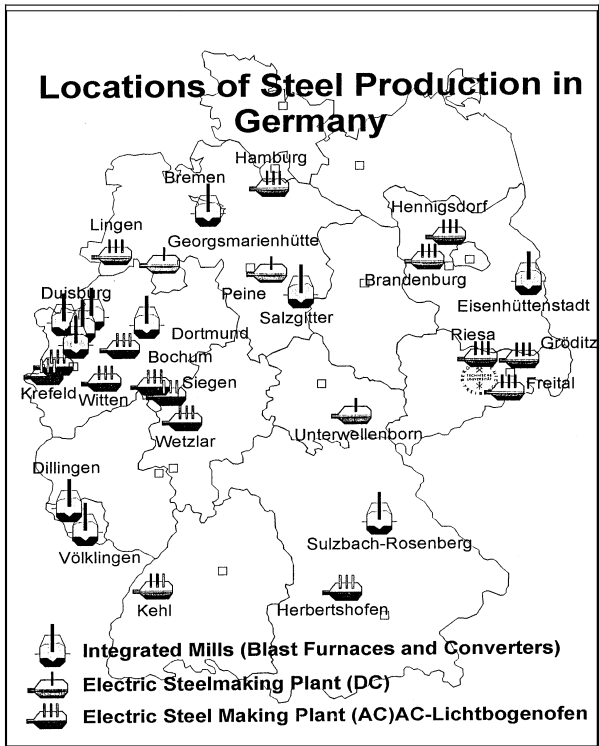 Locations of Steel Production in
Germany
Hamburg
Bremen
Lingen
Hennigsdorf
Georgsmarienhütte
Brandenburg
Peine
Duisburg
Salzgitter
Eisenhüttenstadt
Dortmund
Riesa
Gröditz
Bochum
Krefeld
Witten
Siegen
Freital
Wetzlar
Unterwellenborn
Dillingen
Sulzbach-Rosenberg
Völklingen
Kehl
Herbertshofen
Integrated Mills (Blast Furnaces and Converters)
Electric Steelmaking Plant (DC)
Electric Steel Making Plant (AC)AC-Lichtbogenofen